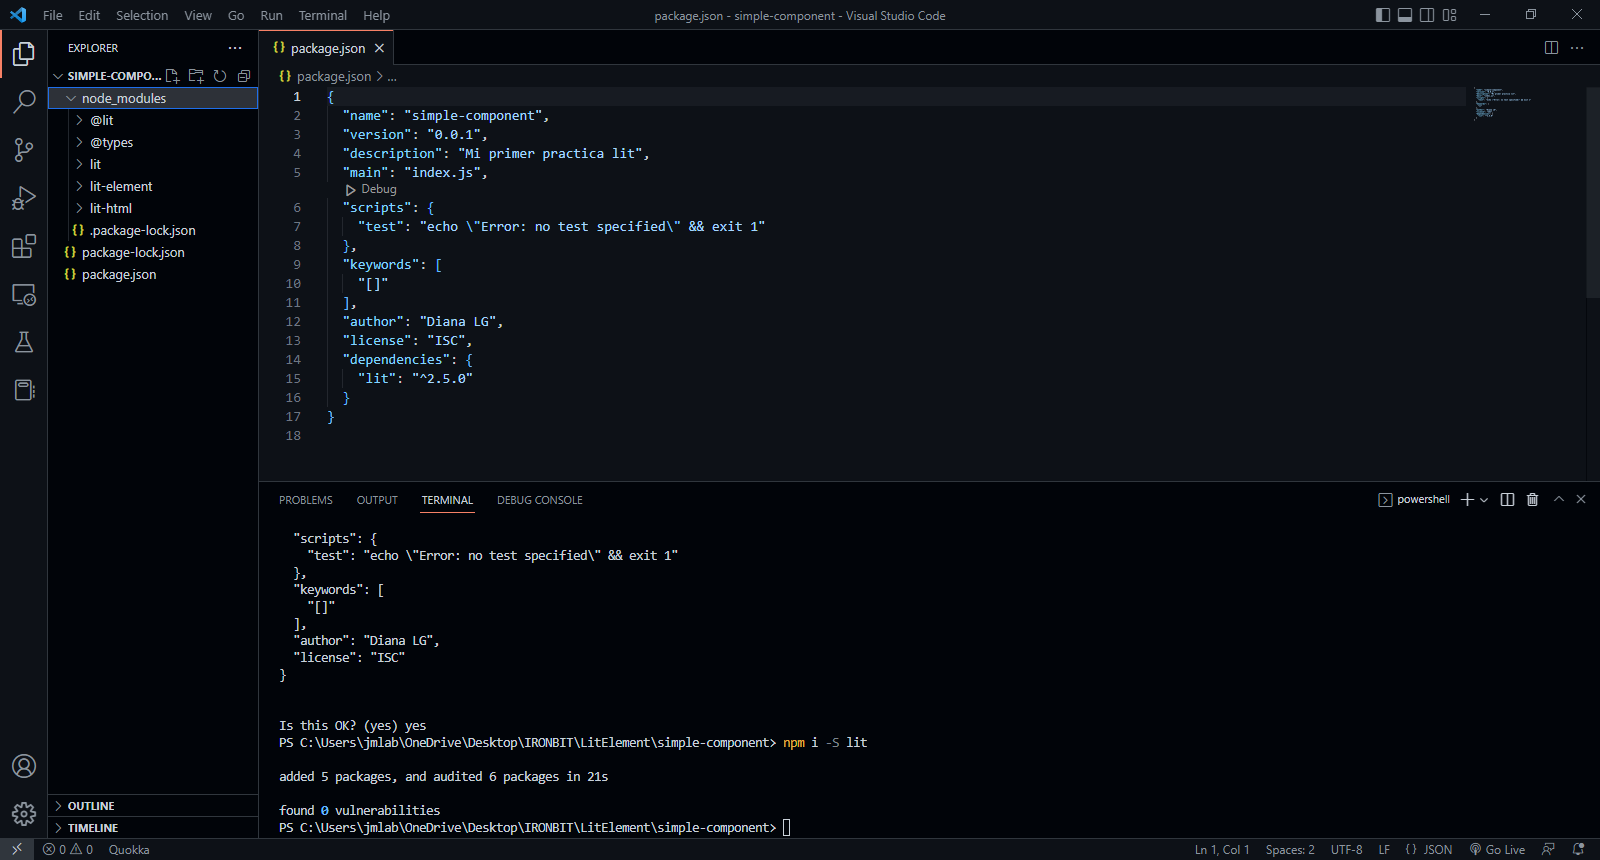 File Edit Selection View Go Run Terminal Help
package.json - simple-component - Visual Studio Code
EXPLORER
SIMPLE-COMPO...
node_modules
@lit
@types
lit
lit-element
lit-html
{} .package-lock.json
{} package-lock.json
{} package.json
OUTLINE
TIMELINE
{} package.json
{} package.json > ...
1 {
2 "name": "simple-component",
3 "version": "0.0.1",
4 "description": "Mi primer practica lit",
5 "main": "index.js",
Debug
6 "scripts": {
7 "test": "echo \"Error: no test specified\" && exit 1"
8 },
9 "keywords": [
10 "[]"
11 ],
12 "author": "Diana LG",
13 "license": "ISC",
14 "dependencies": {
15 "lit": "^2.5.0"
16 }
17 }
18
PROBLEMS OUTPUT TERMINAL DEBUG CONSOLE
powershell
"scripts": {
"test": "echo \"Error: no test specified\" && exit 1"
},
"keywords": [
"[]"
],
"author": "Diana LG",
"license": "ISC"
}
Is this OK? (yes) yes
PS C:\Users\jmlab\OneDrive\Desktop\IRONBIT\LitElement\simple-component> npm i -S lit
added 5 packages, and audited 6 packages in 21s
found 0 vulnerabilities
PS C:\Users\jmlab\OneDrive\Desktop\IRONBIT\LitElement\simple-component>
0 0 Quokka
Ln 1, Col 1 Spaces: 2 UTF-8 LF {} JSON Go Live